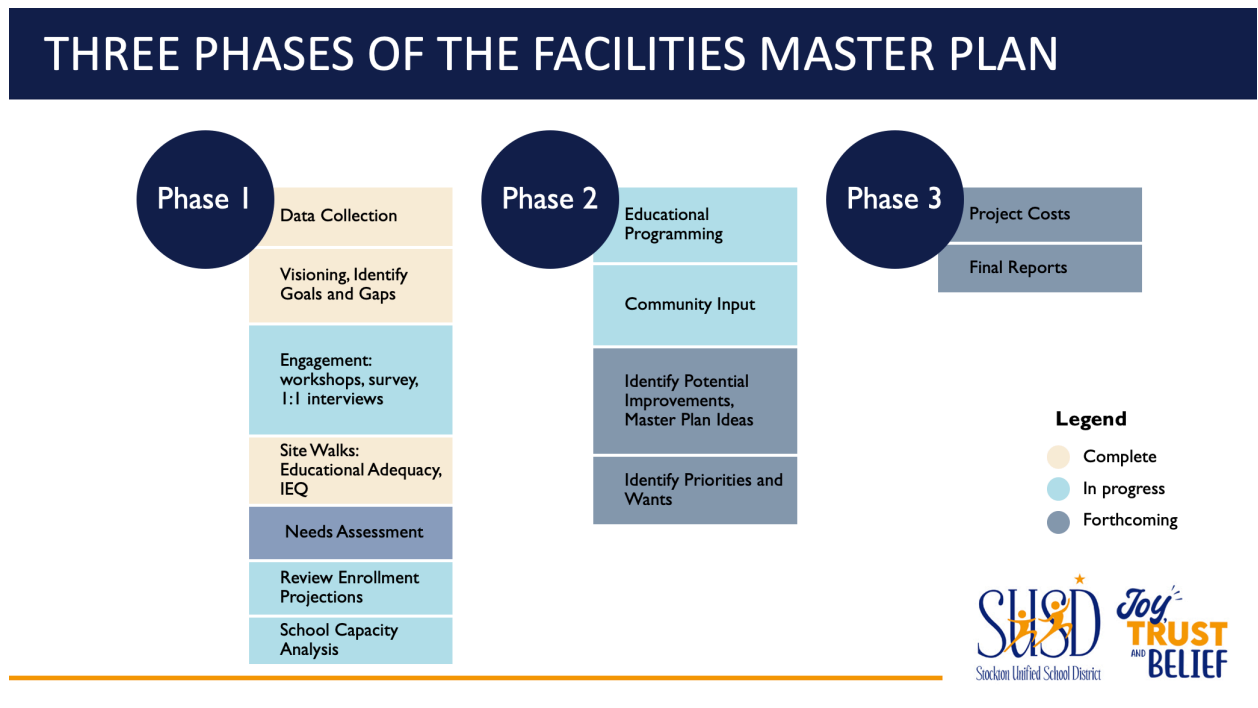 THREE PHASES OF THE FACILITIES MASTER PLAN
Phase 1
Data Collection
Visioning, Identify
Goals and Gaps
Engagement:
workshops, survey,
1:1 interviews
Site Walks:
Educational Adequacy,
IEQ
Needs Assessment
Review Enrollment
Projections
School Capacity
Analysis
Phase 2
Educational
Programming
Community Input
Identify Potential
Improvements,
Master Plan Ideas
Identify Priorities and
Wants
Phase 3
Project Costs
Final Reports
Legend
Complete
In progress
Forthcoming
SUSD
Stockton Unified School District
Joy,
TRUST
AND BELIEF